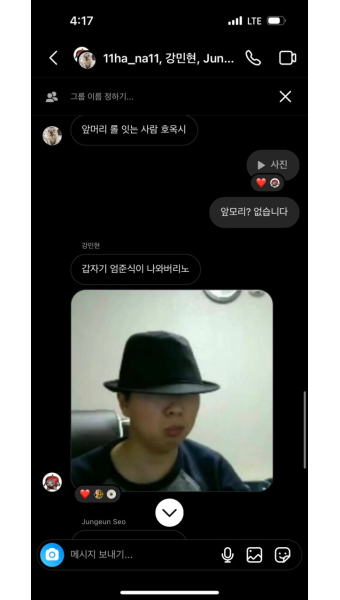 4:17
LTE
11ha_na11, 강민현, Jun...
그룹 이름 정하기...
앞머리 롤 잇는 사람 호옥시
사진
앞모리? 없습니다
강민현
갑자기 엄준식이 나와버리노
Jungeun Seo
메시지 보내기...